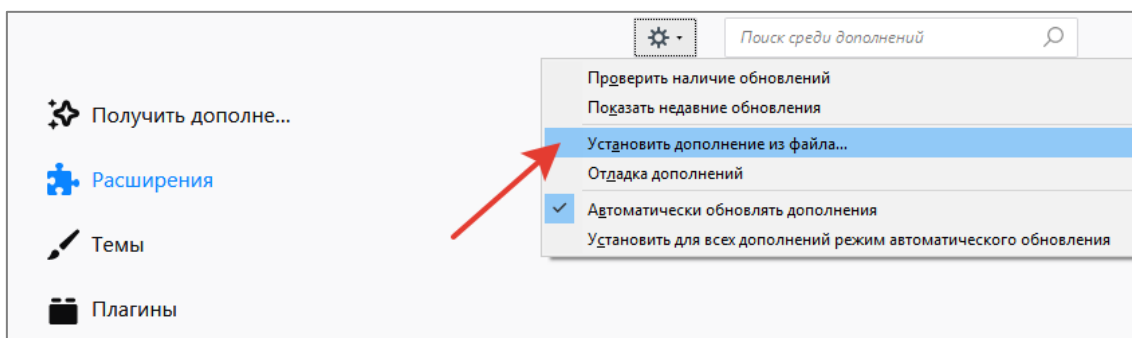 Поиск среди дополнений
Проверить наличие обновлений
Показать недавние обновления
Установить дополнение из файла...
Отладка дополнений
Автоматически обновлять дополнения
Установить для всех дополнений режим автоматического обновления
Получить дополне...
Расширения
Темы
Плагины